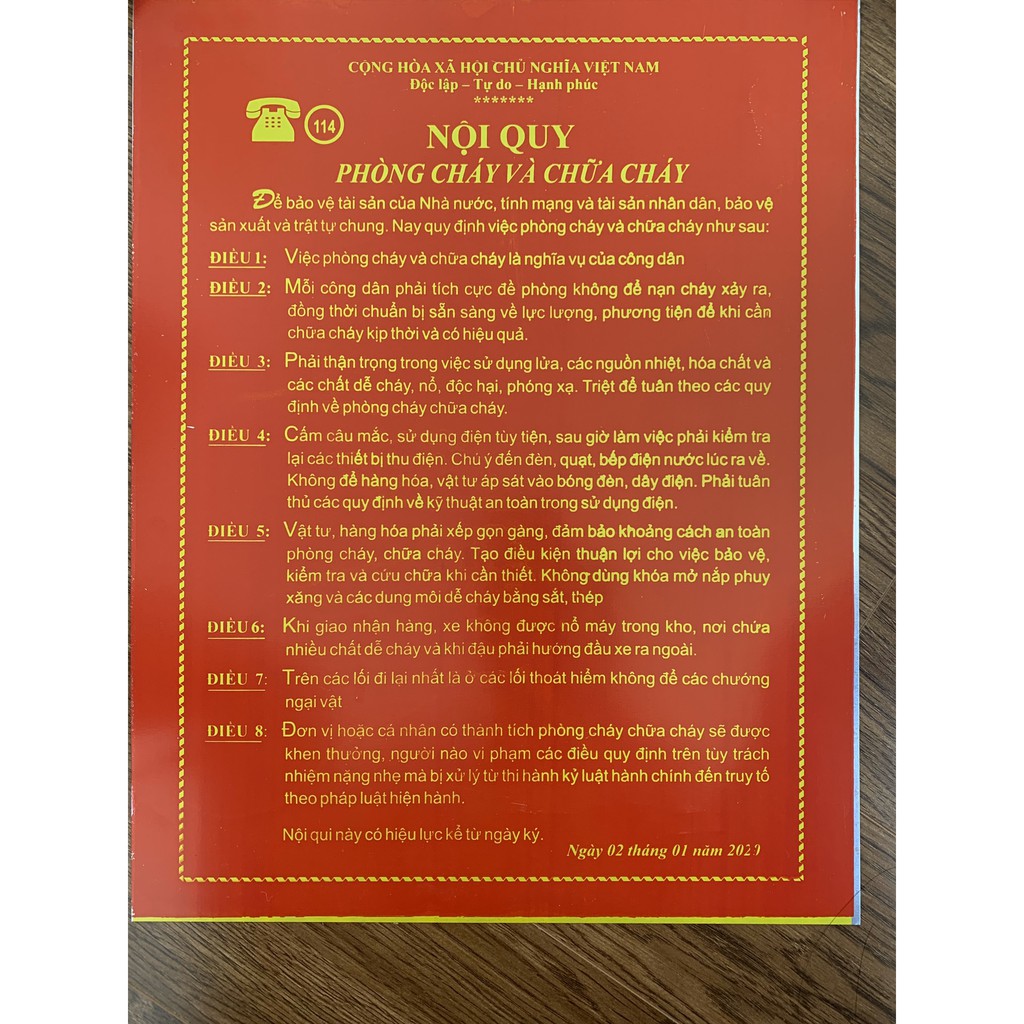 CỘNG HÒA XÃ HỘI CHỦ NGHĨA VIỆT NAM
Độc lập – Tự do – Hạnh phúc
*******
114
NỘI QUY
PHÒNG CHÁY VÀ CHỮA CHÁY
Để bảo vệ tài sản của Nhà nước, tính mạng và tài sản nhân dân, bảo vệ
sản xuất và trật tự chung. Nay quy định việc phòng cháy và chữa cháy như sau:
ĐIỀU 1: Việc phòng cháy và chữa cháy là nghĩa vụ của công dân
ĐIỀU 2: Mỗi công dân phải tích cực đề phòng không để nạn cháy xảy ra,
đồng thời chuẩn bị sẵn sàng về lực lượng, phương tiện để khi cần
chữa cháy kịp thời và có hiệu quả.
ĐIỀU 3: Phải thận trọng trong việc sử dụng lửa, các nguồn nhiệt, hóa chất và
các chất dễ cháy, nổ, độc hại, phóng xạ. Triệt để tuân theo các quy
định về phòng cháy chữa cháy.
ĐIỀU 4: Cấm câu mắc, sử dụng điện tùy tiện, sau giờ làm việc phải kiểm tra
lại các thiết bị thu điện. Chú ý đến đèn, quạt, bếp điện nước lúc ra về.
Không để hàng hóa, vật tư áp sát vào bóng đèn, dây điện. Phải tuân
thủ các quy định về kỹ thuật an toàn trong sử dụng điện.
ĐIỀU 5: Vật tư, hàng hóa phải xếp gọn gàng, đảm bảo khoảng cách an toàn
phòng cháy, chữa cháy. Tạo điều kiện thuận lợi cho việc bảo vệ,
kiểm tra và cứu chữa khi cần thiết. Không dùng khóa mở nắp phuy
xăng và các dung môi dễ cháy bằng sắt, thép
ĐIỀU 6: Khi giao nhận hàng, xe không được nổ máy trong kho, nơi chứa
nhiều chất dễ cháy và khi đậu phải hướng đầu xe ra ngoài.
ĐIỀU 7: Trên các lối đi lại nhất là ở các lối thoát hiểm không để các chướng
ngại vật
ĐIỀU 8: Đơn vị hoặc cá nhân có thành tích phòng cháy chữa cháy sẽ được
khen thưởng, người nào vi phạm các điều quy định trên tùy trách
nhiệm nặng nhẹ mà bị xử lý từ thi hành kỷ luật hành chính đến truy tố
theo pháp luật hiện hành.
Nội qui này có hiệu lực kể từ ngày ký.
Ngày 02 tháng 01 năm 2020